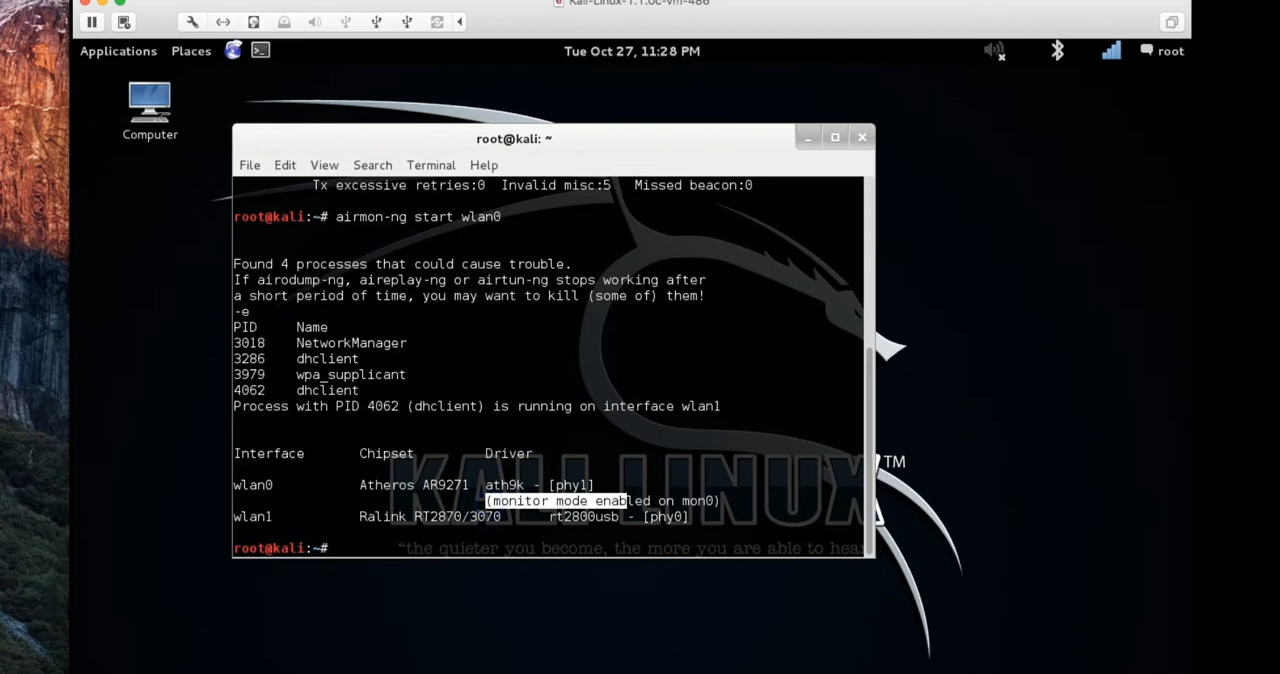 Kali-Linux-1.1.0c-vm-486
Applications Places Tue Oct 27, 11:28 PM root
Computer
root@kali: ~
File Edit View Search Terminal Help
Tx excessive retries:0 Invalid misc:5 Missed beacon:0
root@kali:~# airmon-ng start wlan0
Found 4 processes that could cause trouble.
If airodump-ng, aireplay-ng or airtun-ng stops working after
a short period of time, you may want to kill (some of) them!
-e
PID Name
3018 NetworkManager
3286 dhclient
3979 wpa_supplicant
4062 dhclient
Process with PID 4062 (dhclient) is running on interface wlan1
Interface Chipset Driver
wlan0 Atheros AR9271 ath9k - [phy1]
(monitor mode enabled on mon0)
wlan1 Ralink RT2870/3070 rt2800usb - [phy0]
root@kali:~#
KALI LINUX TM
"the quieter you become, the more you are able to hear